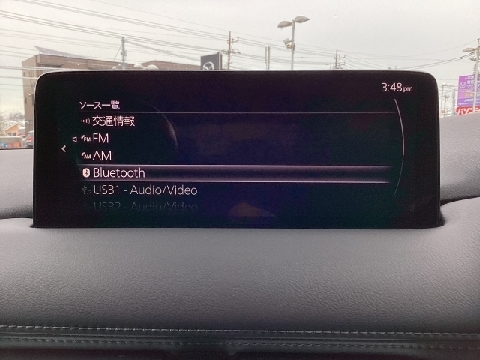 3:48pm
ソース一覧
交通情報
FM
AM
Bluetooth
USB1 - Audio/Video
USB2 - Audio/Video